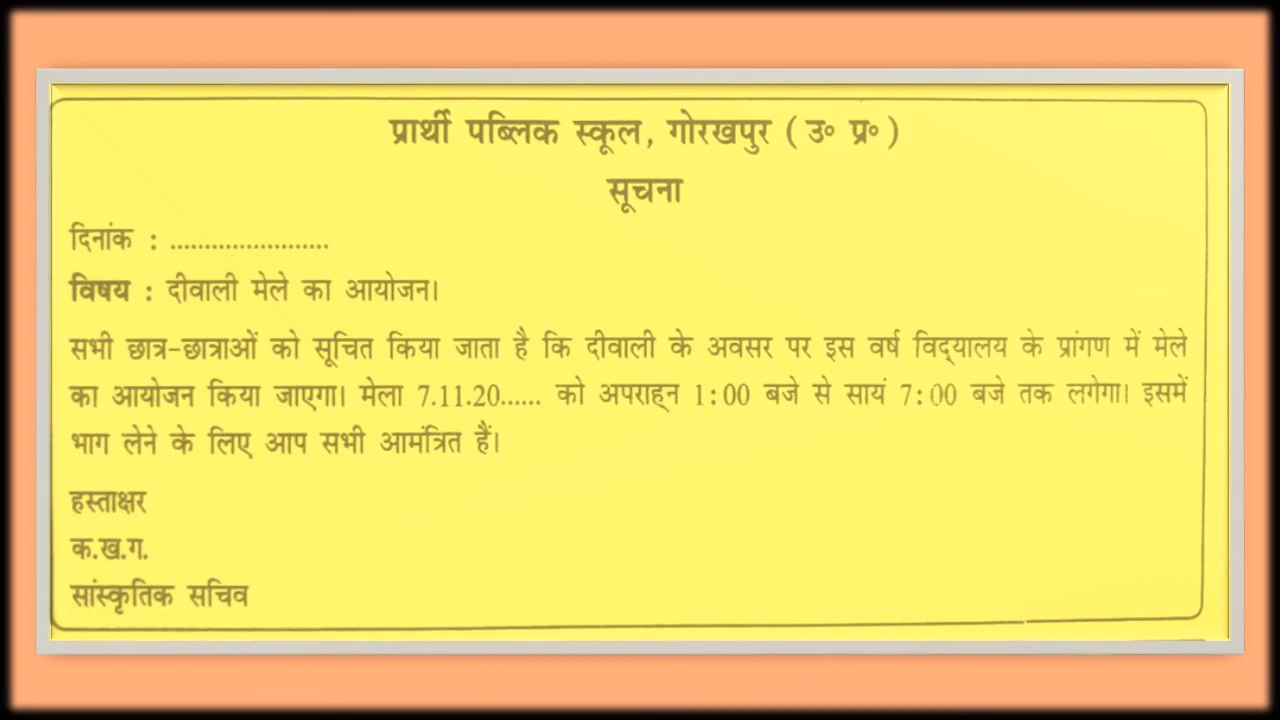 प्रार्थी पब्लिक स्कूल, गोरखपुर ( उ॰ प्र॰ )
सूचना
दिनांक : .......................
विषय : दीवाली मेले का आयोजन।
सभी छात्र-छात्राओं को सूचित किया जाता है कि दीवाली के अवसर पर इस वर्ष विद्‌यालय के प्रांगण में मेले
का आयोजन किया जाएगा। मेला 7.11.20...... को अपराह्‌न 1:00 बजे से सायं 7:00 बजे तक लगेगा। इसमें
भाग लेने के लिए आप सभी आमंत्रित हैं।
हस्ताक्षर
क.ख.ग.
सांस्कृतिक सचिव